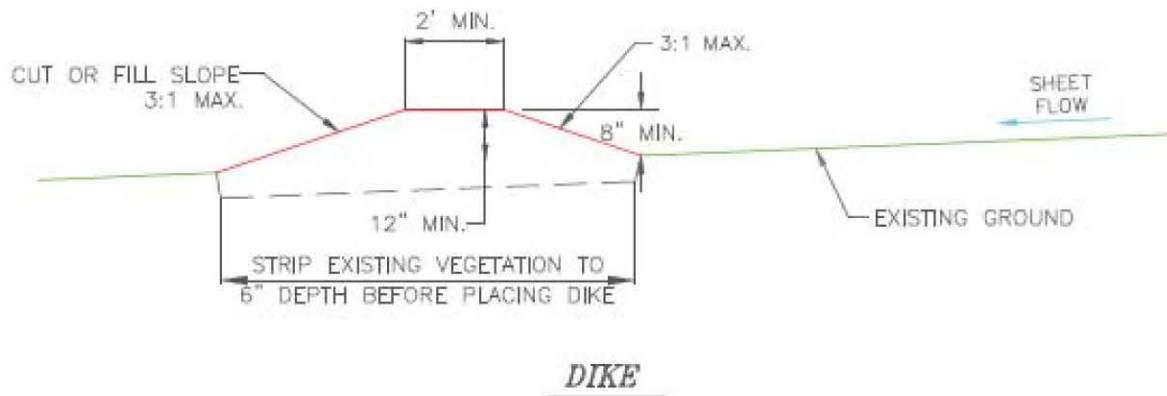 2' MIN.
3:1 MAX.
CUT OR FILL SLOPE
3:1 MAX.
SHEET
FLOW
8" MIN.
12" MIN.
EXISTING GROUND
STRIP EXISTING VEGETATION TO
6" DEPTH BEFORE PLACING DIKE
DIKE